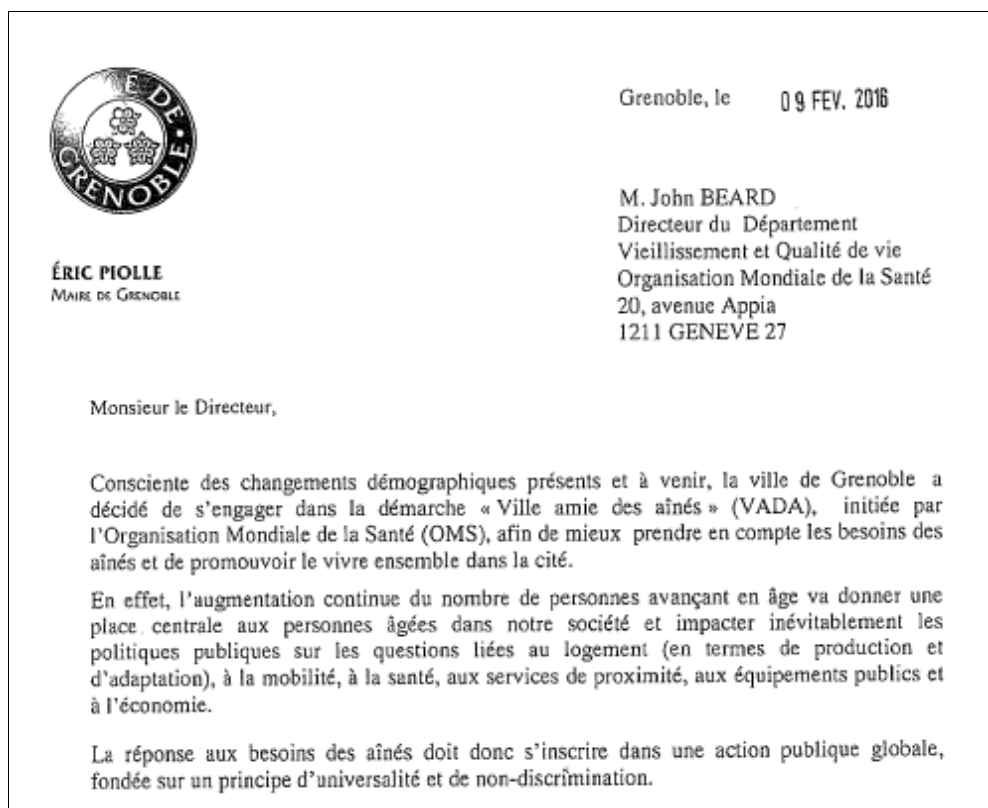 E DE GRENOBLE
Grenoble, le 09 FEV. 2016
M. John BEARD
Directeur du Département
Vieillissement et Qualité de vie
Organisation Mondiale de la Santé
20, avenue Appia
1211 GENEVE 27
ÉRIC PIOLLE
MAIRE DE GRENOBLE
Monsieur le Directeur,
Consciente des changements démographiques présents et à venir, la ville de Grenoble a
décidé de s'engager dans la démarche « Ville amie des aînés » (VADA), initiée par
l'Organisation Mondiale de la Santé (OMS), afin de mieux prendre en compte les besoins des
aînés et de promouvoir le vivre ensemble dans la cité.
En effet, l'augmentation continue du nombre de personnes avançant en âge va donner une
place centrale aux personnes âgées dans notre société et impacter inévitablement les
politiques publiques sur les questions liées au logement (en termes de production et
d'adaptation), à la mobilité, à la santé, aux services de proximité, aux équipements publics et
à l'économie.
La réponse aux besoins des aînés doit donc s'inscrire dans une action publique globale,
fondée sur un principe d'universalité et de non-discrimination.